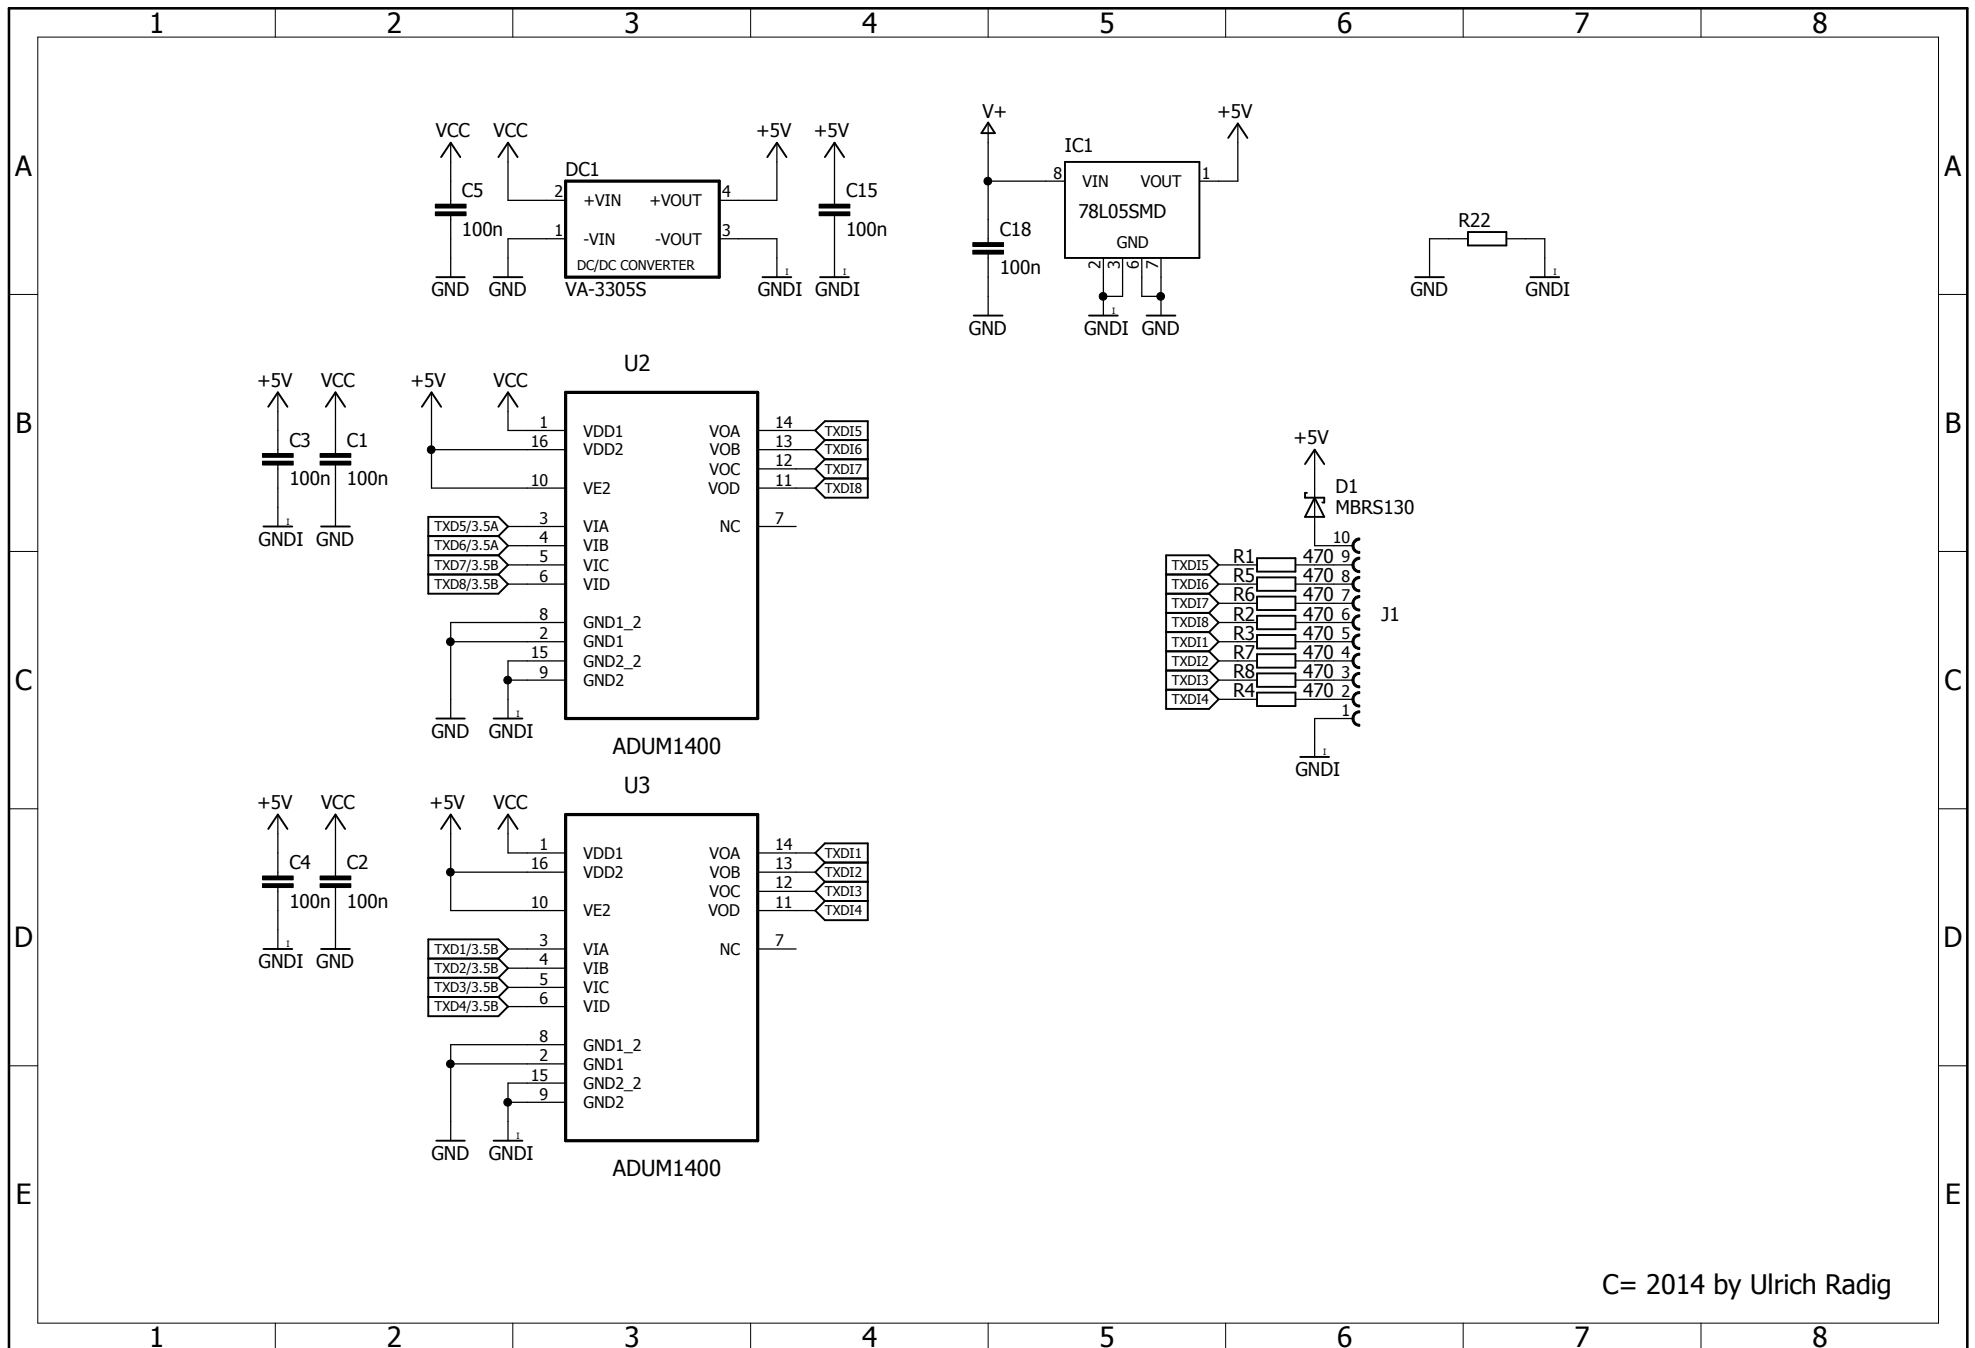 1 2 3 4 5 6 7 8
A A
VCC VCC +5V +5V
C5
100n
GND GND
DC1
2 +VIN +VOUT 4
1 -VIN -VOUT 3
DC/DC CONVERTER
VA-3305S
I I
GNDI GNDI
C15
100n
V+ +5V
IC1
8 VIN VOUT 1
78L05SMD
GND
2 3 6 7
C18
100n
I
GND GNDI GND
R22
I
GND GNDI
B B
U2
+5V VCC +5V VCC
C3 C1
100n 100n
I
GNDI GND
1 VDD1 VOA 14 TXDI5
16 VDD2 VOB 13 TXDI6
VOC 12 TXDI7
10 VE2 VOD 11 TXDI8
TXD5/3.5A 3 VIA NC 7
TXD6/3.5A 4 VIB
TXD7/3.5B 5 VIC
TXD8/3.5B 6 VID
8 GND1_2
2 GND1
15 GND2_2
9 GND2
I
GND GNDI
ADUM1400
+5V
D1
MBRS130
10
TXDI5 R1 470 9
TXDI6 R5 470 8
TXDI7 R6 470 7
TXDI8 R2 470 6 J1
TXDI1 R3 470 5
TXDI2 R7 470 4
TXDI3 R8 470 3
TXDI4 R4 470 2
1
I
GNDI
C C
U3
+5V VCC +5V VCC
C4 C2
100n 100n
I
GNDI GND
1 VDD1 VOA 14 TXDI1
16 VDD2 VOB 13 TXDI2
VOC 12 TXDI3
10 VE2 VOD 11 TXDI4
D D
TXD1/3.5B 3 VIA NC 7
TXD2/3.5B 4 VIB
TXD3/3.5B 5 VIC
TXD4/3.5B 6 VID
8 GND1_2
2 GND1
15 GND2_2
9 GND2
I
GND GNDI
ADUM1400
E E
C= 2014 by Ulrich Radig
1 2 3 4 5 6 7 8